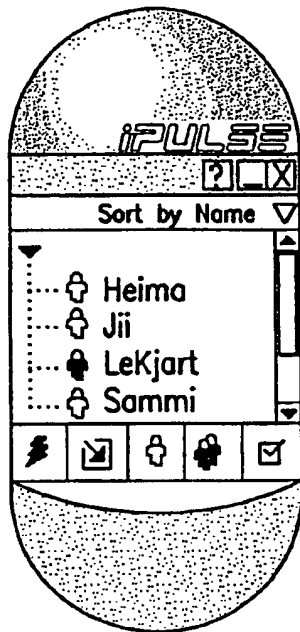 iPULSE
? _ X
Sort by Name
Heima
Jii
LeKjart
Sammi